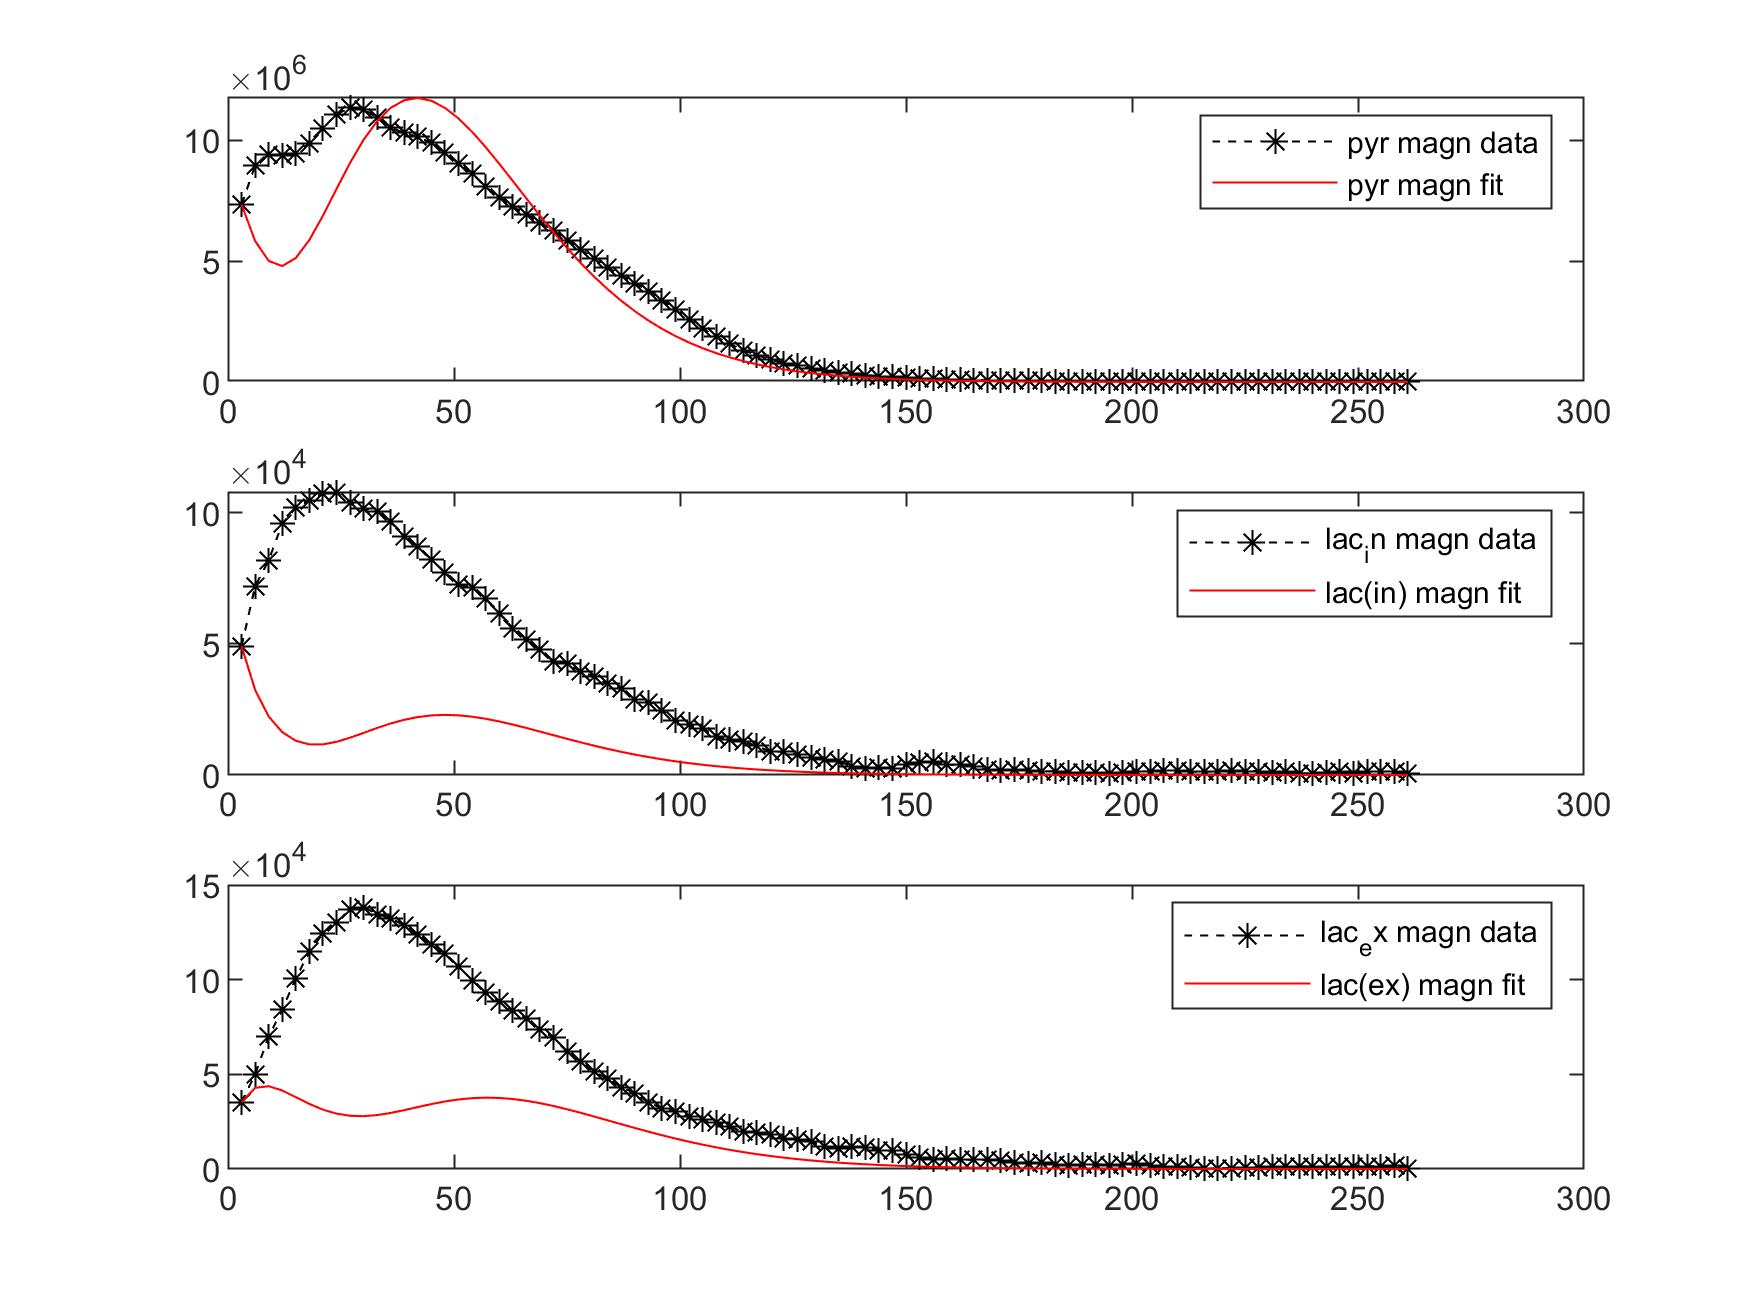 ×10^6
10
5
0
0 50 100 150 200 250 300
pyr magn data
pyr magn fit
×10^4
10
5
0
0 50 100 150 200 250 300
lac_in magn data
lac(in) magn fit
×10^4
15
10
5
0
0 50 100 150 200 250 300
lac_ex magn data
lac(ex) magn fit